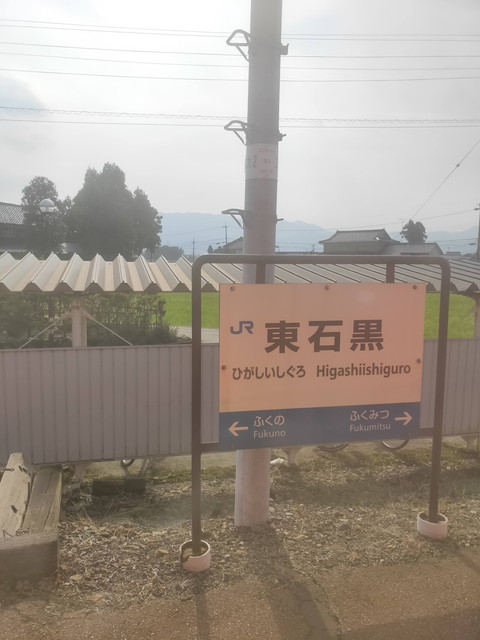 JR 東石黒
ひがしいしぐろ Higashiishiguro
← ふくの ふくみつ →
Fukuno Fukumitsu